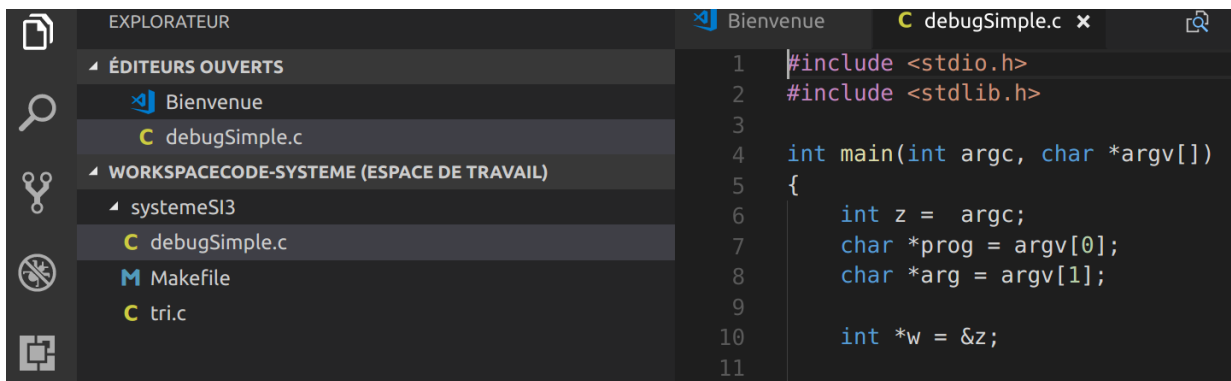 EXPLORATEUR
ÉDITEURS OUVERTS
Bienvenue
C debugSimple.c
WORKSPACECODE-SYSTEME (ESPACE DE TRAVAIL)
systemeSI3
C debugSimple.c
M Makefile
C tri.c
Bienvenue C debugSimple.c ×
1 #include <stdio.h>
2 #include <stdlib.h>
3
4 int main(int argc, char *argv[])
5 {
6 int z =  argc;
7 char *prog = argv[0];
8 char *arg = argv[1];
9
10 int *w = &z;
11